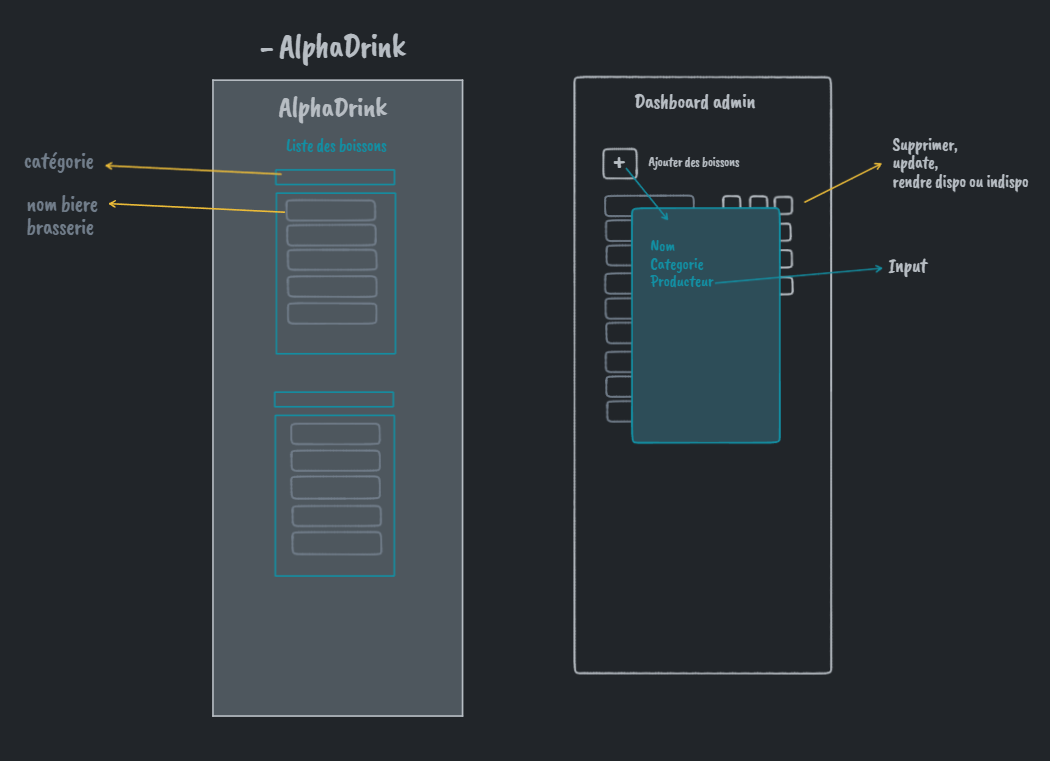 - AlphaDrink
AlphaDrink
Liste des boissons
catégorie
nom biere
brasserie
Dashboard admin
+ Ajouter des boissons
Supprimer,
update,
rendre dispo ou indispo
Nom
Categorie
Producteur
Input